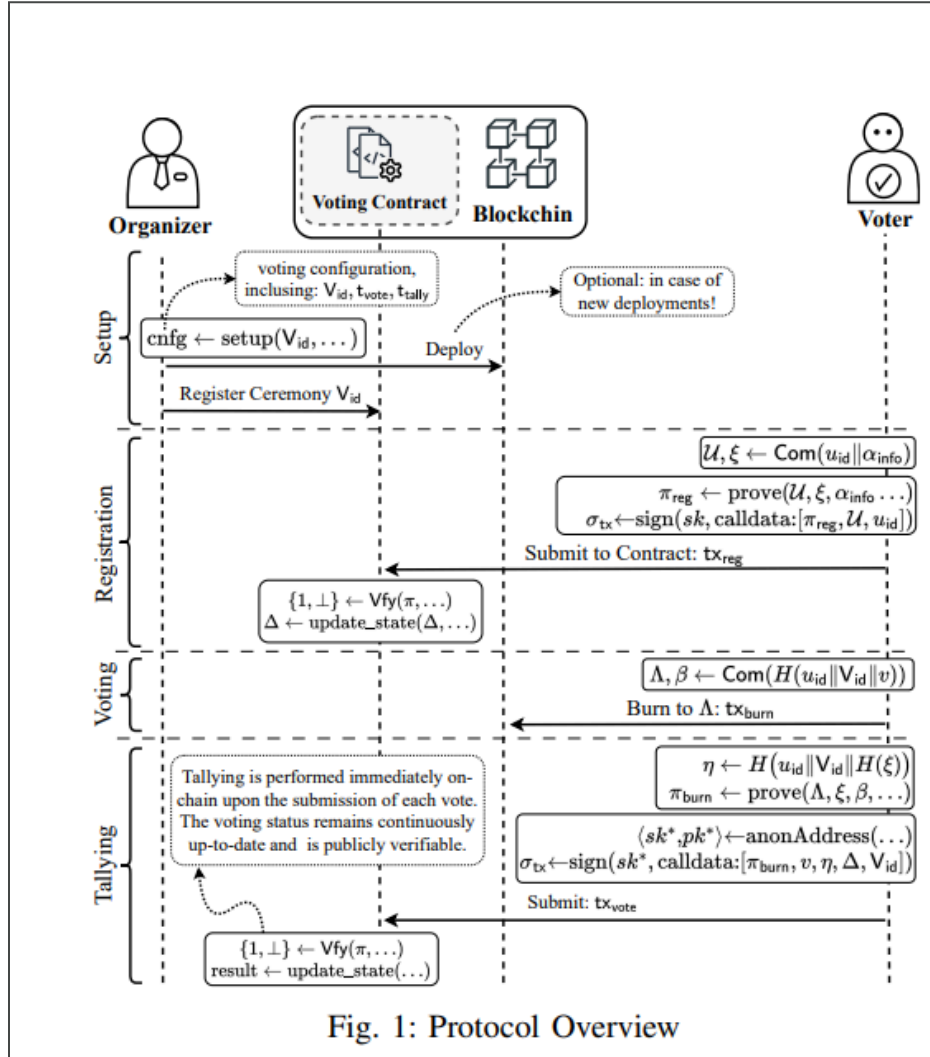 Organizer
Voting Contract
Blockchin
Voter
Setup
voting configuration,
inclusing: V_id, t_vote, t_tally
Optional: in case of
new deployments!
cnfg ← setup(V_id, . . .)
Deploy
Register Ceremony V_id
Registration
𝒰, ξ ← Com(u_id||α_info)
π_reg ← prove(𝒰, ξ, α_info . . .)
σ_tx←sign(sk, calldata:[π_reg, 𝒰, u_id])
Submit to Contract: tx_reg
{1, ⊥} ← Vfy(π, . . .)
Δ ← update_state(Δ, . . .)
Voting
Λ, β ← Com(H(u_id||V_id||v))
Burn to Λ: tx_burn
Tallying
Tallying is performed immediately on-
chain upon the submission of each vote.
The voting status remains continuously
up-to-date and is publicly verifiable.
η ← H(u_id||V_id||H(ξ))
π_burn ← prove(Λ, ξ, β, . . .)
⟨sk*,pk*⟩←anonAddress(. . .)
σ_tx←sign(sk*, calldata:[π_burn, v, η, Δ, V_id])
Submit: tx_vote
{1, ⊥} ← Vfy(π, . . .)
result ← update_state(. . .)
Fig. 1: Protocol Overview